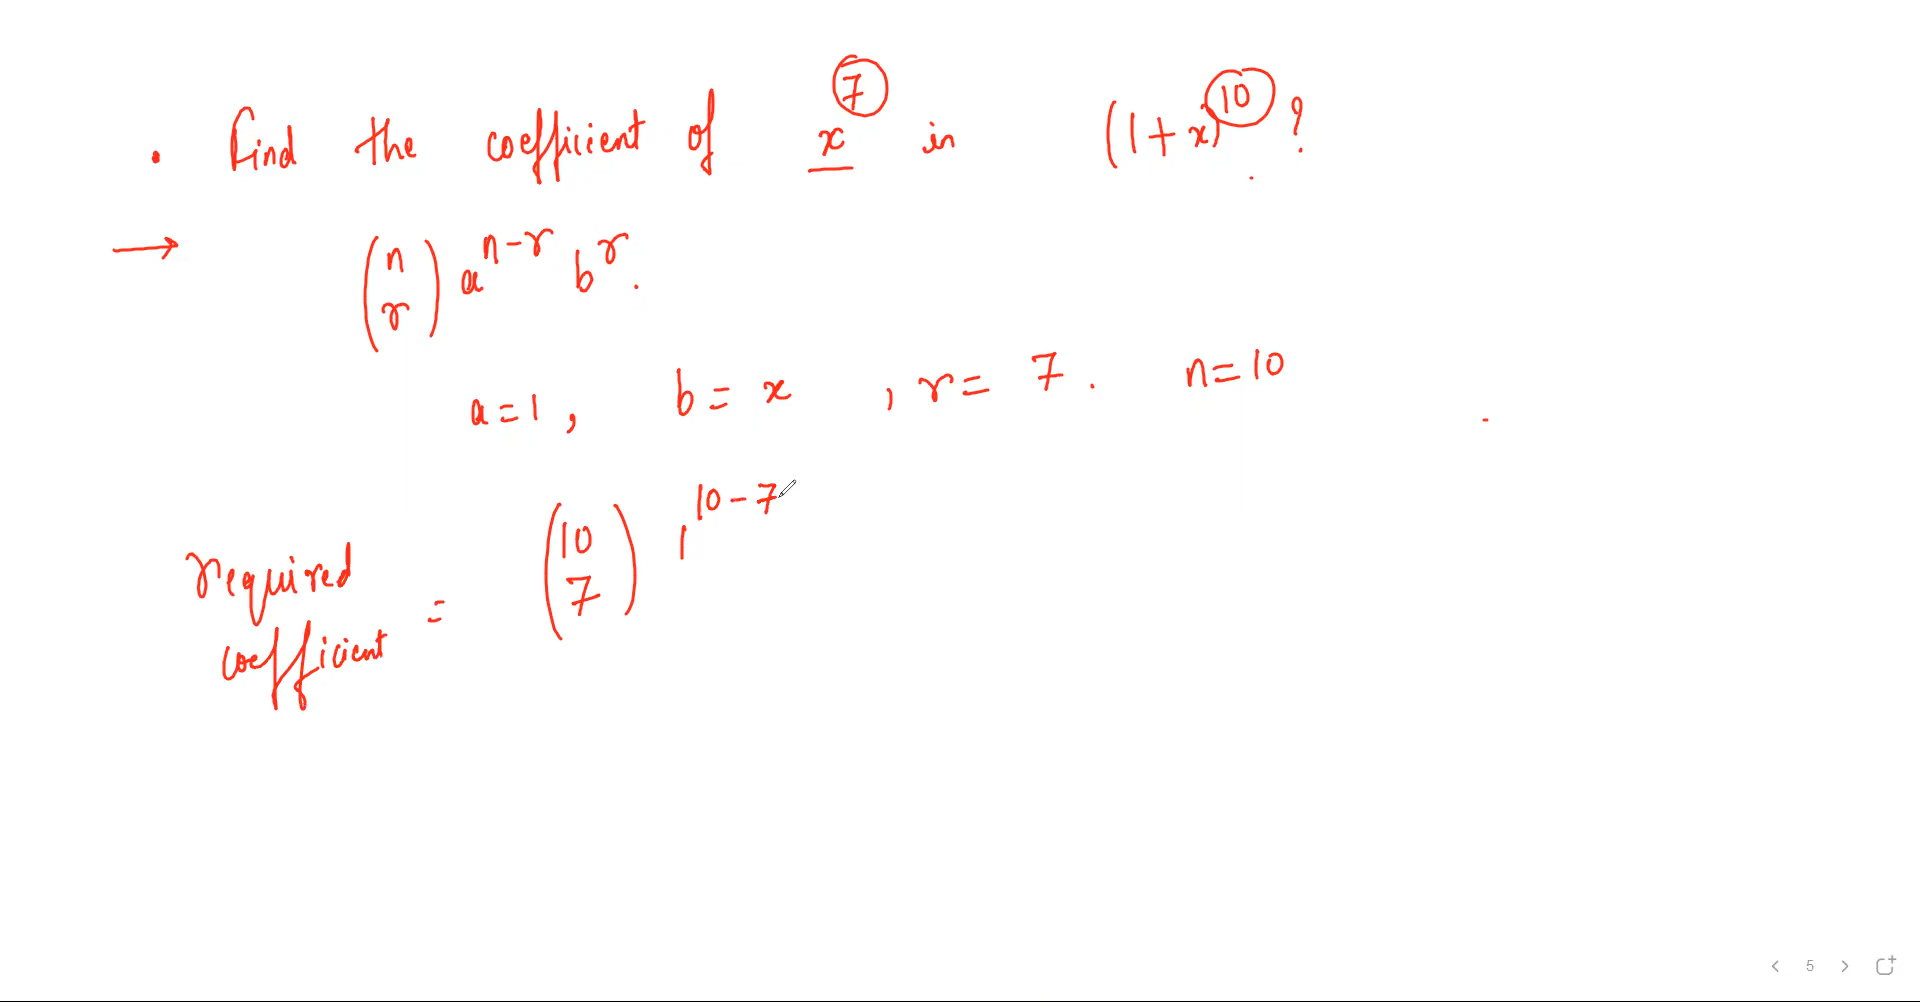 . Find the coefficient of x^7 in (1+x)^10 ?
→ (n r) a^{n-r} b^r .
a=1 , b= x , r= 7 . n=10
required coefficient = (10 7) 1^{10-7}
5